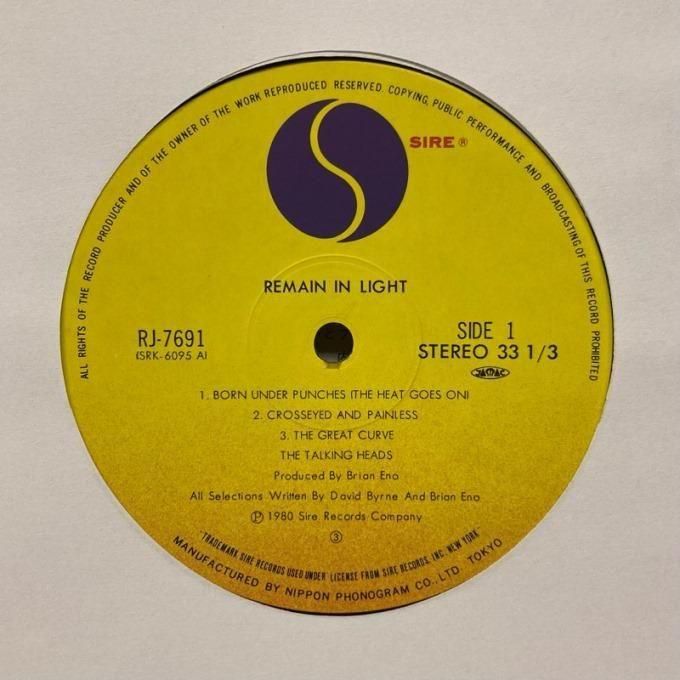 ALL RIGHTS OF THE RECORD PRODUCER AND OF THE OWNER OF THE WORK REPRODUCED RESERVED. COPYING, PUBLIC PERFORMANCE AND BROADCASTING OF THIS RECORD PROHIBITED
SIRE ®
REMAIN IN LIGHT
RJ-7691
(SRK-6095 A)
SIDE 1
STEREO 33 1/3
JASRAC
1. BORN UNDER PUNCHES (THE HEAT GOES ON)
2. CROSSEYED AND PAINLESS
3. THE GREAT CURVE
THE TALKING HEADS
Produced By Brian Eno
All Selections Written By David Byrne And Brian Eno
Ⓟ 1980 Sire Records Company
③
"TRADEMARK SIRE RECORDS USED UNDER LICENSE FROM SIRE RECORDS, INC. NEW YORK"
MANUFACTURED BY NIPPON PHONOGRAM CO., LTD. TOKYO